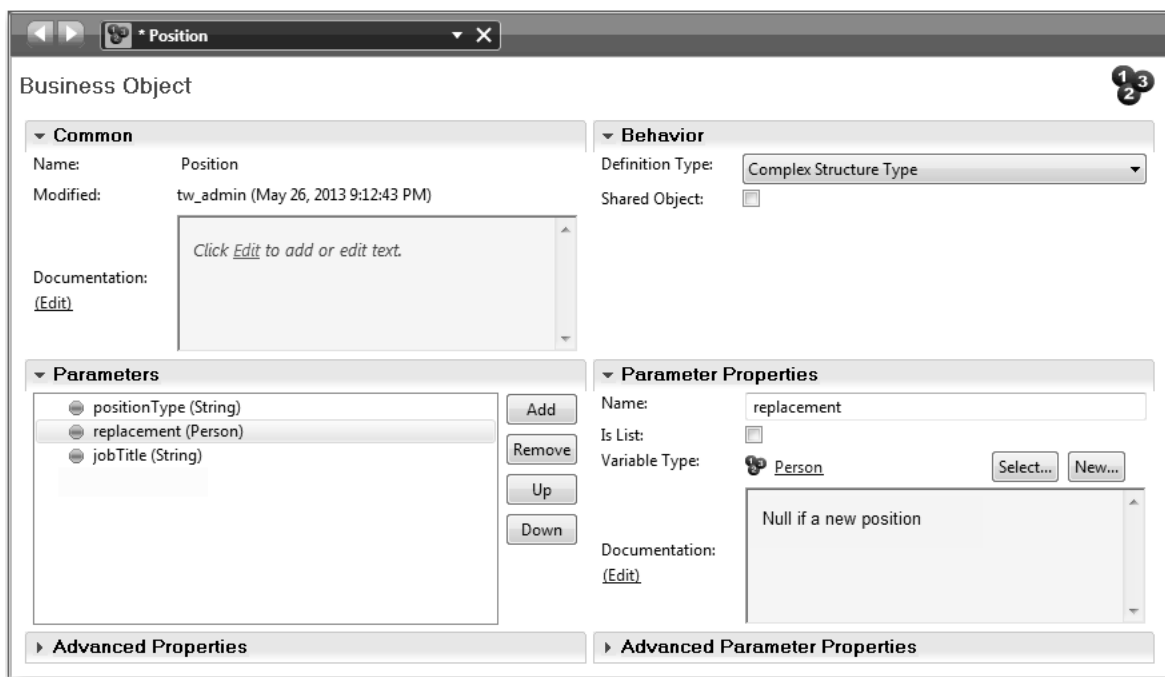 * Position
Business Object
1 3
2
Common
Name: Position
Modified: tw_admin (May 26, 2013 9:12:43 PM)
Click Edit to add or edit text.
Documentation:
(Edit)
Behavior
Definition Type: Complex Structure Type
Shared Object:
Parameters
positionType (String)
replacement (Person)
jobTitle (String)
Add
Remove
Up
Down
Parameter Properties
Name: replacement
Is List:
Variable Type: Person Select... New...
Null if a new position
Documentation:
(Edit)
Advanced Properties
Advanced Parameter Properties